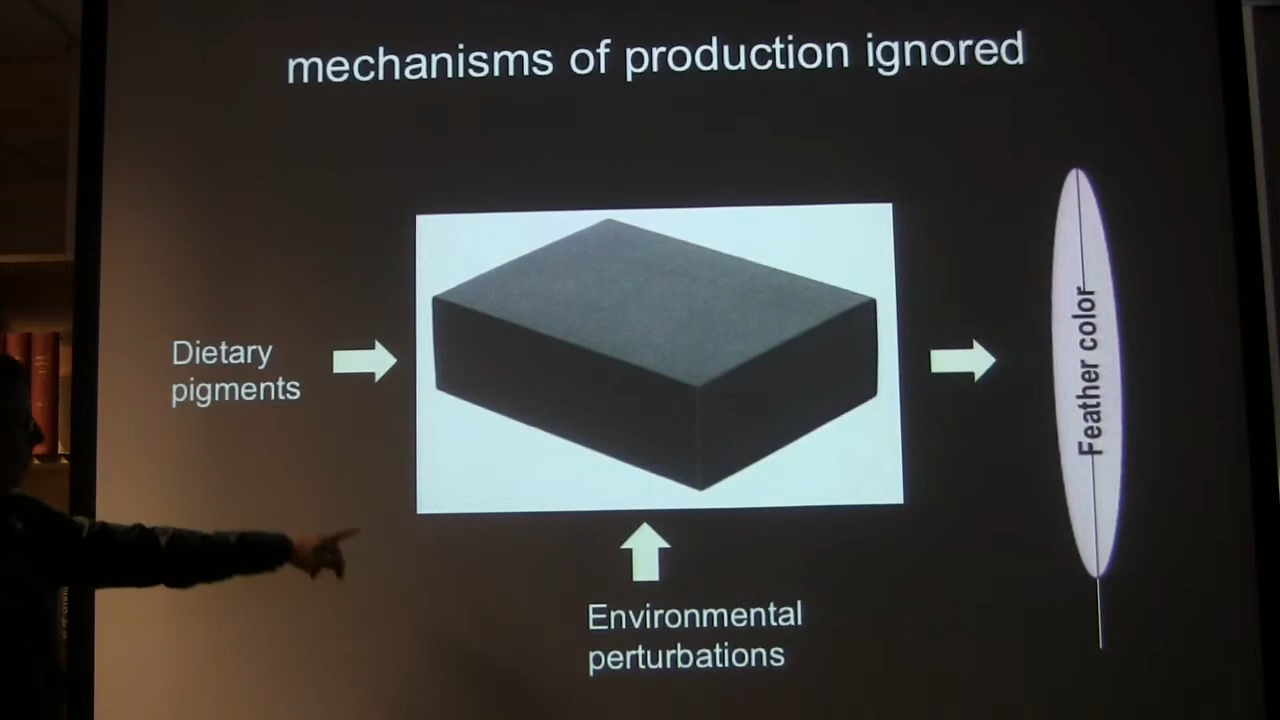 mechanisms of production ignored
Dietary
pigments
Feather color
Environmental
perturbations